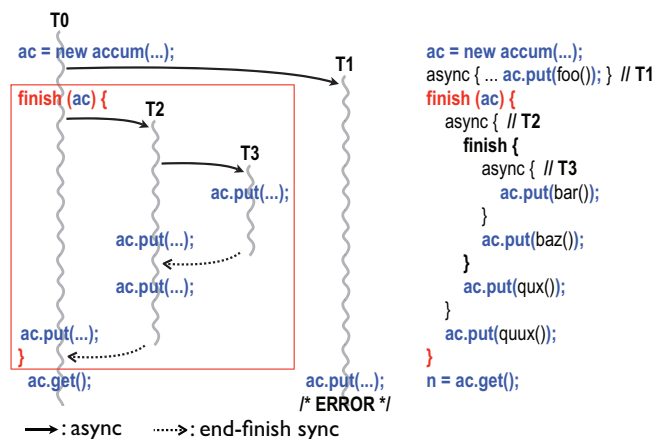 T0
ac = new accum(...);
T1
finish (ac) {
T2
T3
ac.put(...);
ac.put(...);
ac.put(...);
ac.put(...);
}
ac.get();
ac.put(...);
/* ERROR */
: async
: end-finish sync
ac = new accum(...);
async { ... ac.put(foo()); } // T1
finish (ac) {
async { // T2
finish {
async { // T3
ac.put(bar());
}
ac.put(baz());
}
ac.put(qux());
}
ac.put(quux());
}
n = ac.get();